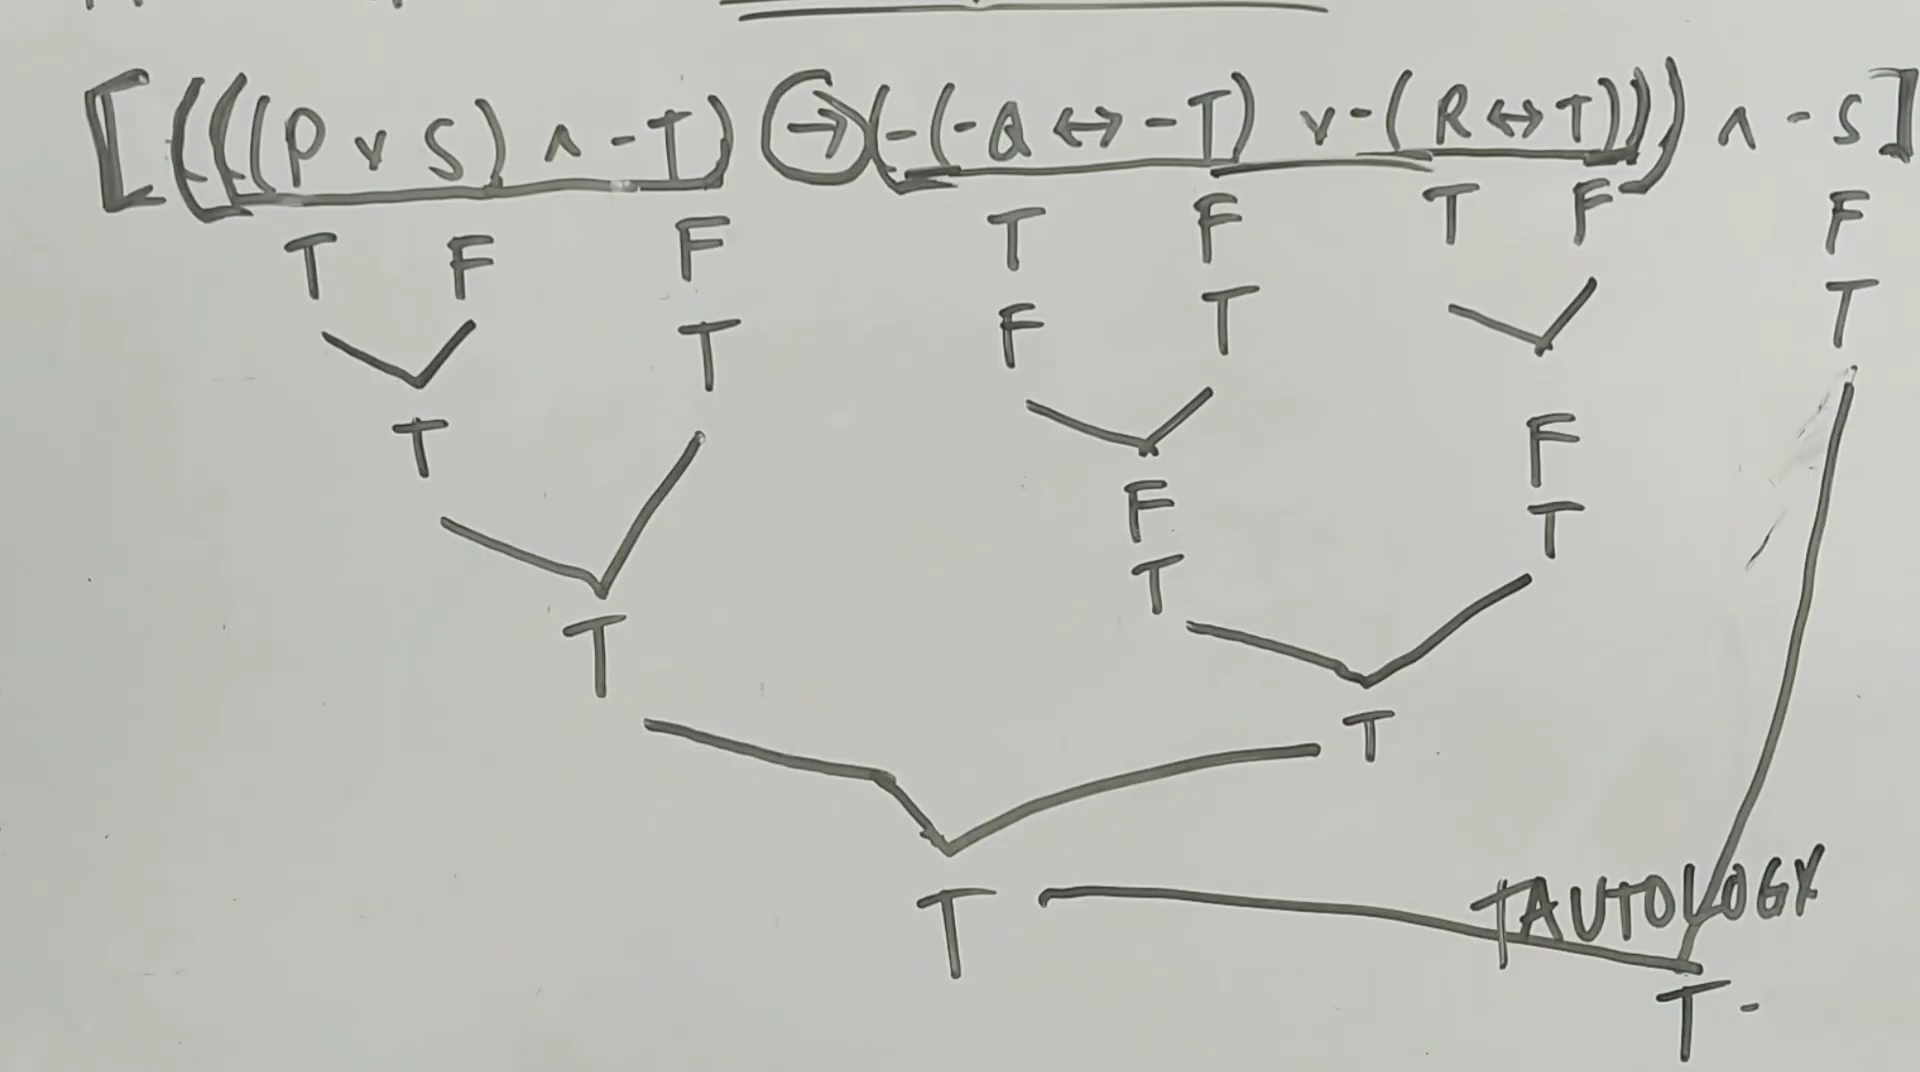 [((((P v S) ∧ -T) → (-(-Q ↔ -T) v -(R ↔ T))) ∧ -S]
T F F T F T F F
T F T T
T F
F T
T T
T T
TAUTOLOGY
T -